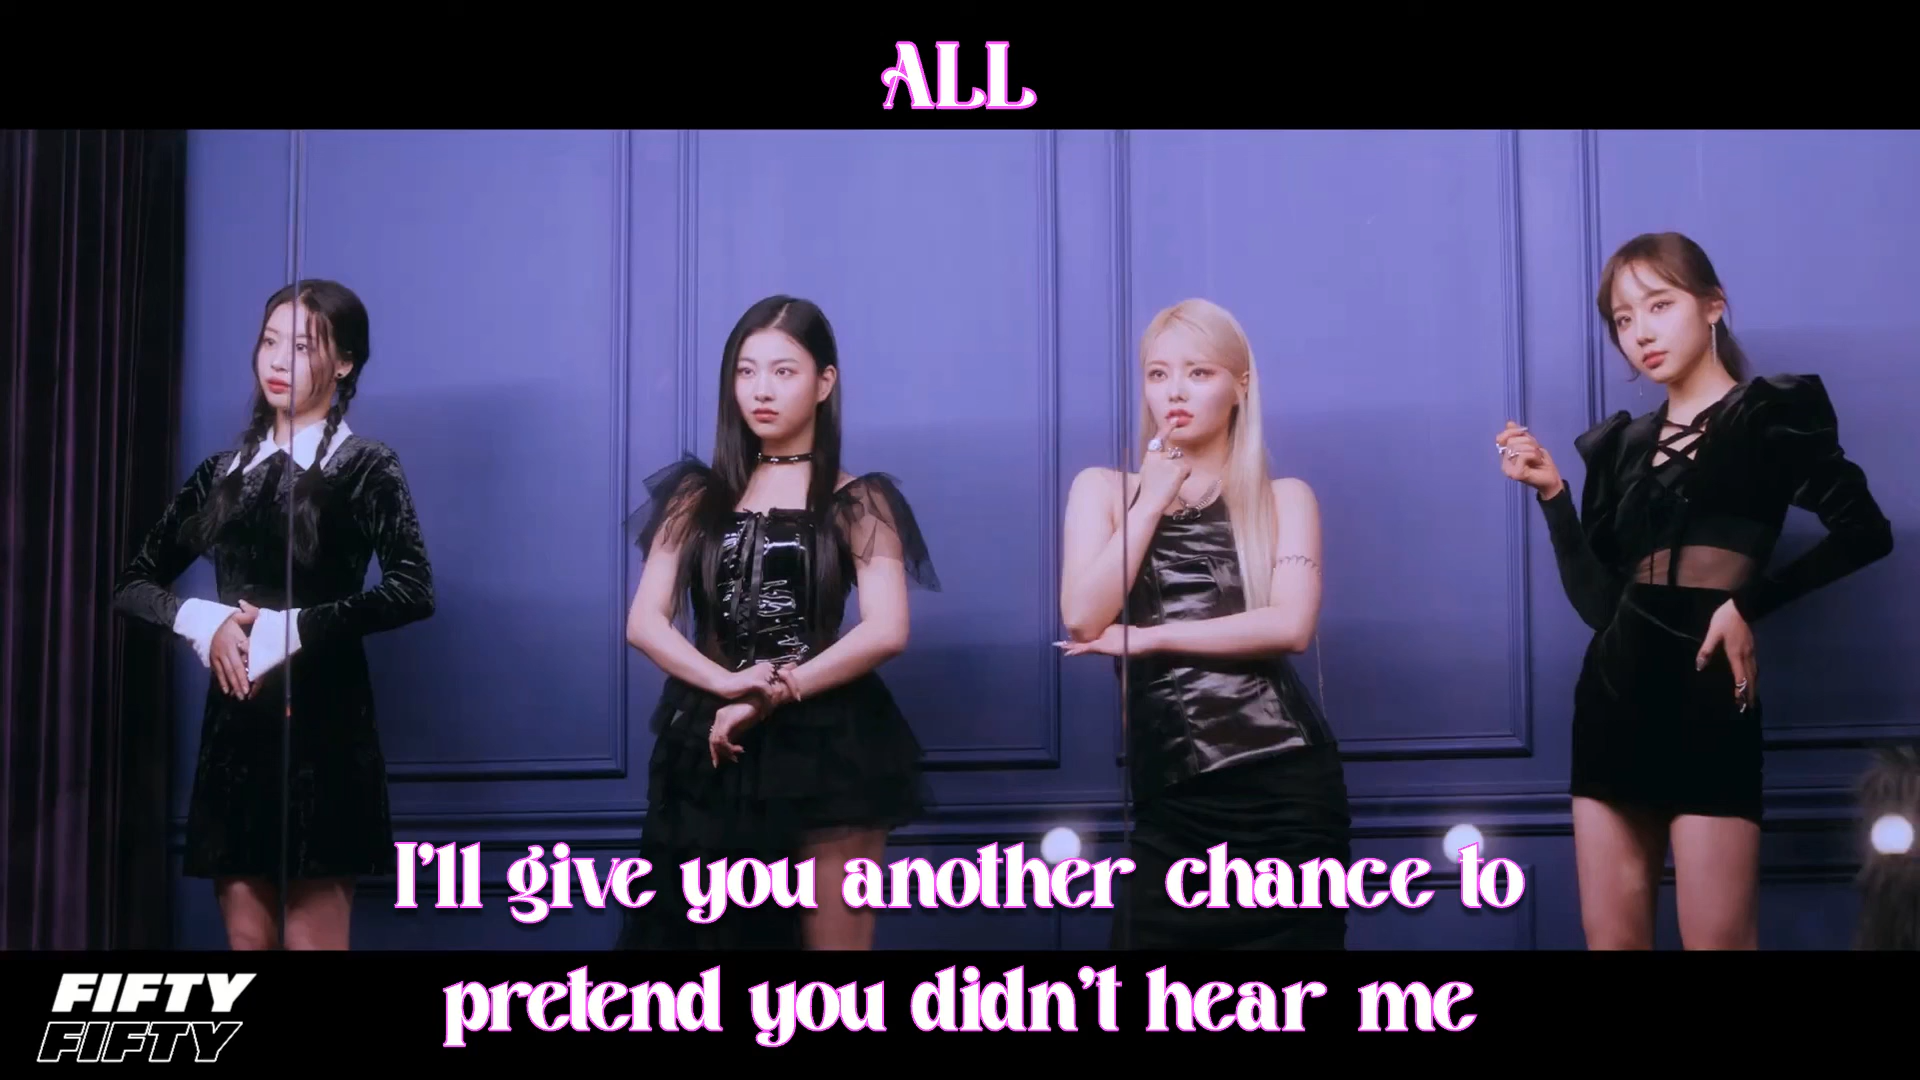 ALL
I'll give you another chance to
pretend you didn't hear me
FIFTY
FIFTY